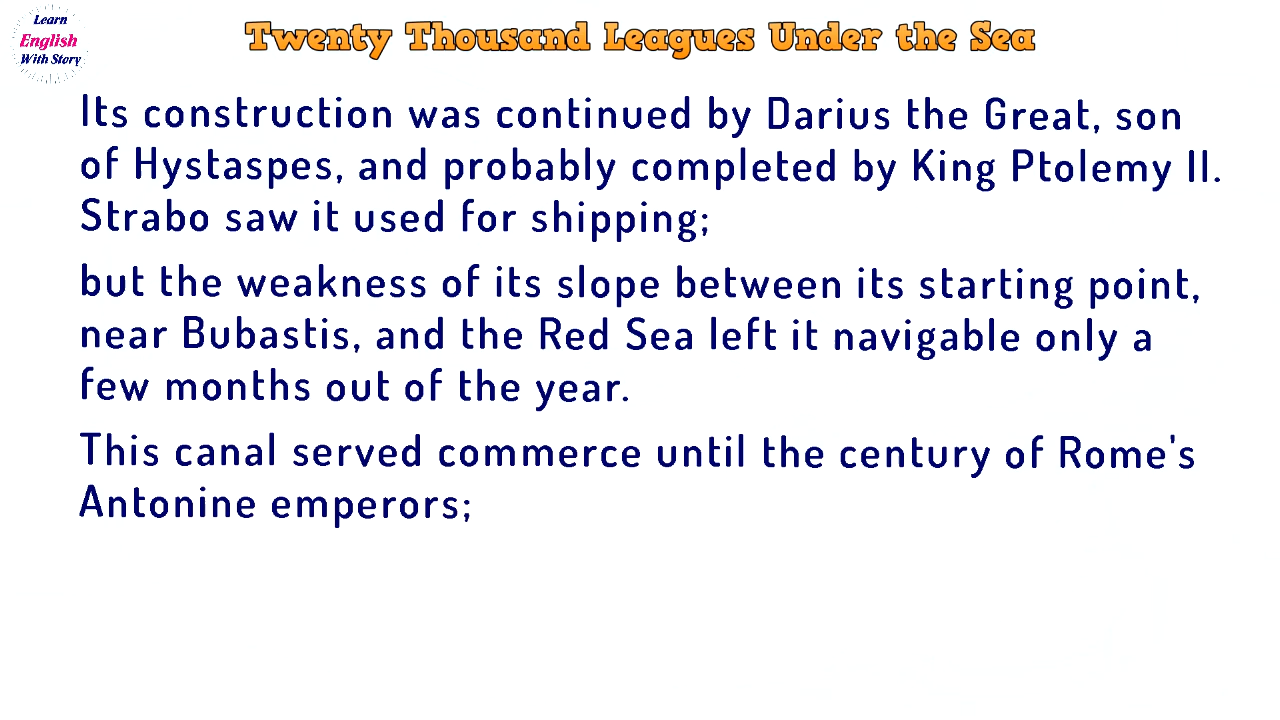 Learn
English
With Story
Twenty Thousand Leagues Under the Sea
Its construction was continued by Darius the Great, son
of Hystaspes, and probably completed by King Ptolemy II.
Strabo saw it used for shipping;
but the weakness of its slope between its starting point,
near Bubastis, and the Red Sea left it navigable only a
few months out of the year.
This canal served commerce until the century of Rome's
Antonine emperors;